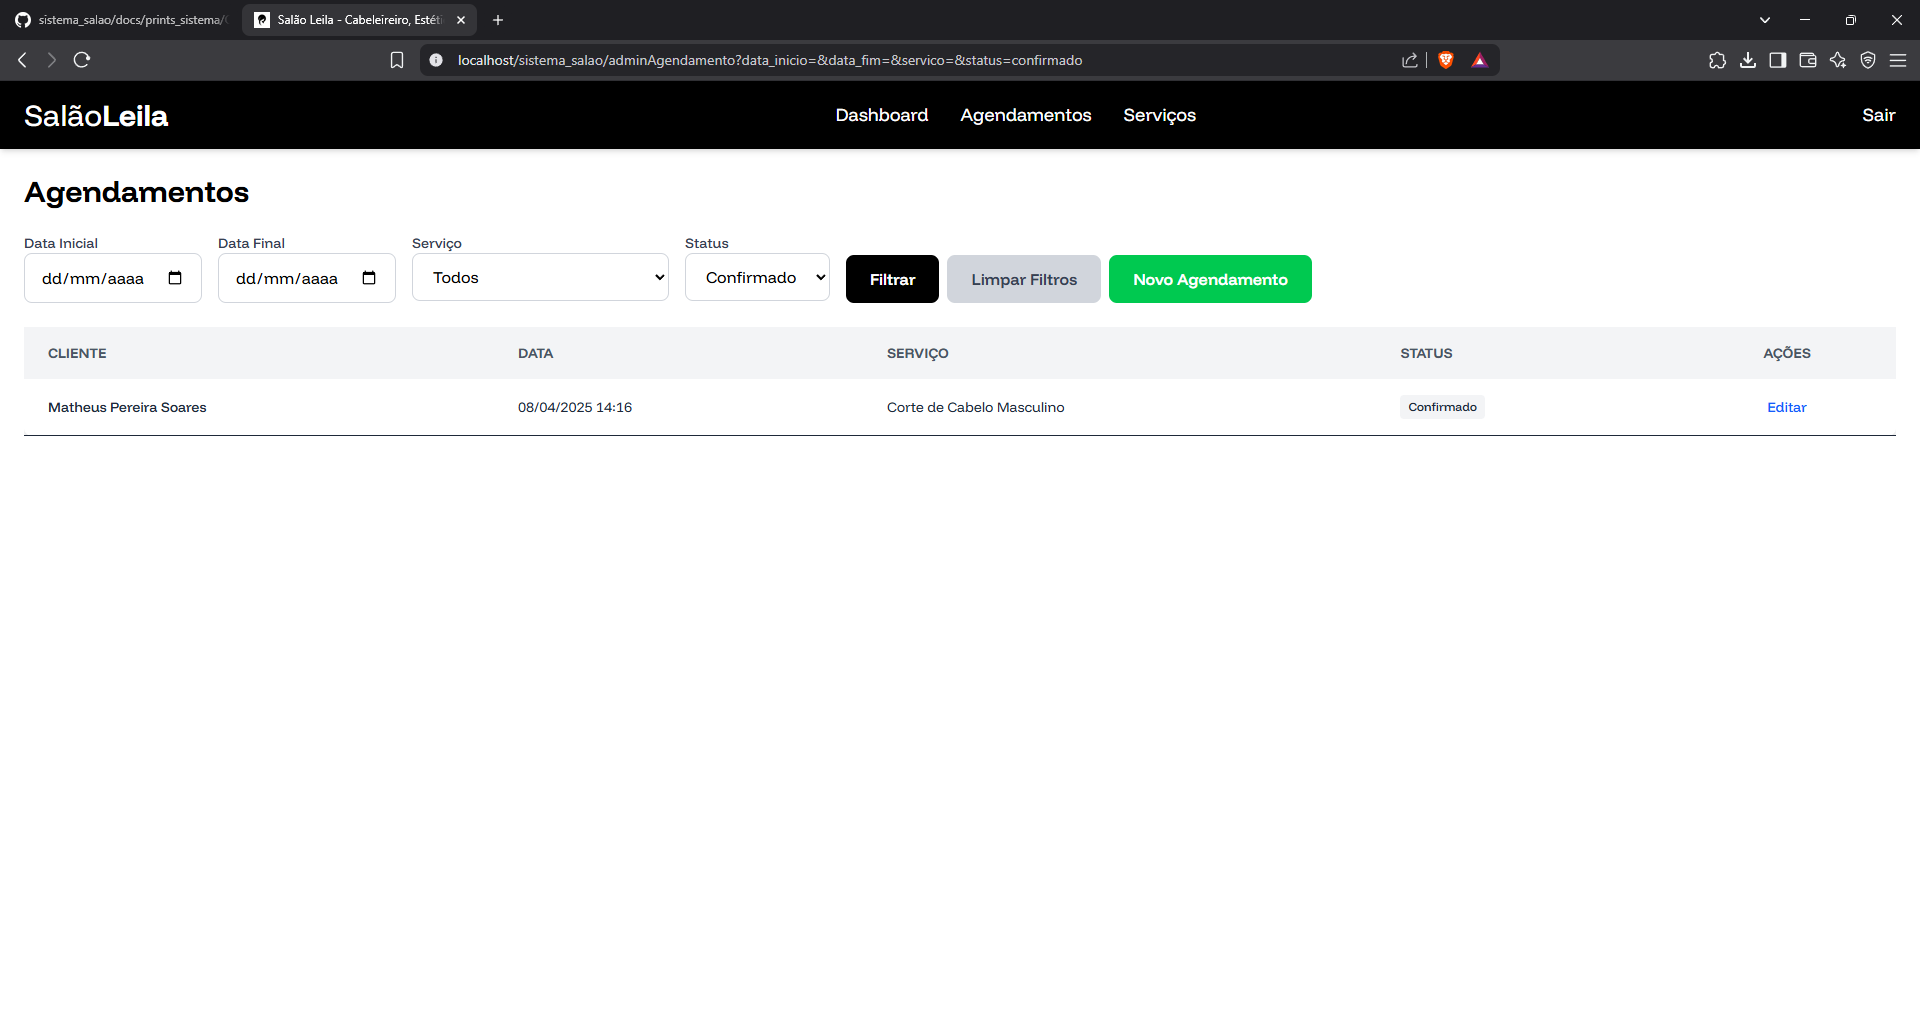 sistema_salao/docs/prints_sistema/
Salão Leila - Cabeleireiro, Estéti
localhost/sistema_salao/adminAgendamento?data_inicio=&data_fim=&servico=&status=confirmado
SalãoLeila
Dashboard Agendamentos Serviços
Sair
Agendamentos
Data Inicial Data Final Serviço Status
dd/mm/aaaa dd/mm/aaaa Todos Confirmado Filtrar Limpar Filtros Novo Agendamento
CLIENTE DATA SERVIÇO STATUS AÇÕES
Matheus Pereira Soares 08/04/2025 14:16 Corte de Cabelo Masculino Confirmado Editar